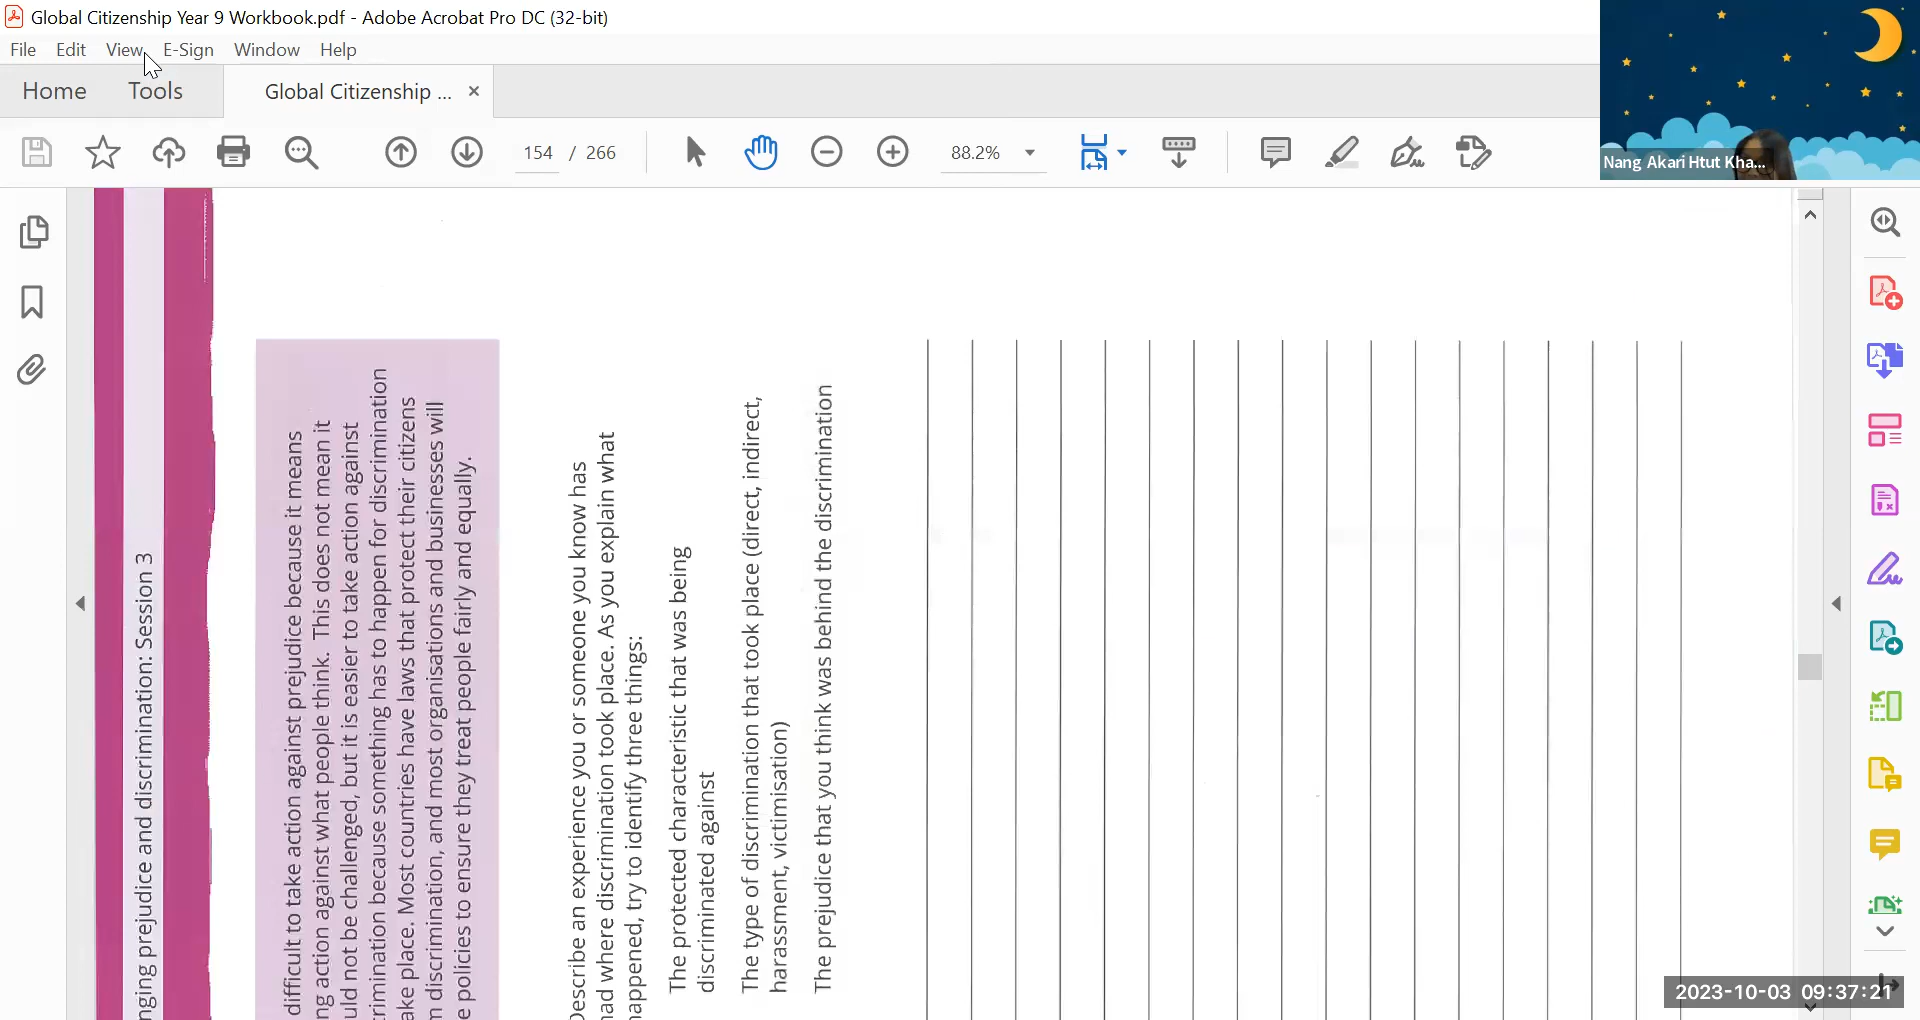 Global Citizenship Year 9 Workbook.pdf - Adobe Acrobat Pro DC (32-bit)
File Edit View E-Sign Window Help
Home Tools Global Citizenship ... ×
154 / 266 88.2%
Nang Akari Htut Kha...
nging prejudice and discrimination: Session 3
difficult to take action against prejudice because it means
ng action against what people think. This does not mean it
uld not be challenged, but it is easier to take action against
rimination because something has to happen for discrimination
ake place. Most countries have laws that protect their citizens
m discrimination, and most organisations and businesses will
e policies to ensure they treat people fairly and equally.
Describe an experience you or someone you know has
had where discrimination took place. As you explain what
happened, try to identify three things:
The protected characteristic that was being
discriminated against
The type of discrimination that took place (direct, indirect,
harassment, victimisation)
The prejudice that you think was behind the discrimination
2023-10-03 09:37:21